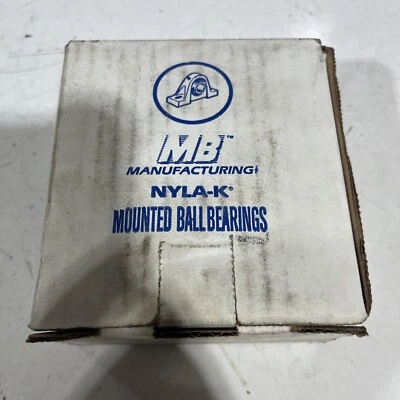 MB™
MANUFACTURING
NYLA-K®
MOUNTED BALL BEARINGS